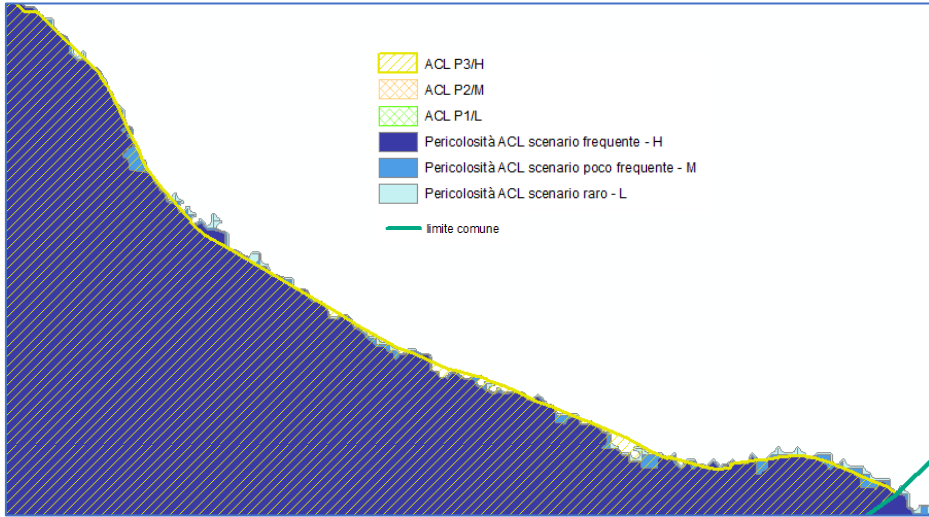 ACL P3/H
ACL P2/M
ACL P1/L
Pericolosità ACL scenario frequente - H
Pericolosità ACL scenario poco frequente - M
Pericolosità ACL scenario raro - L
limite comune